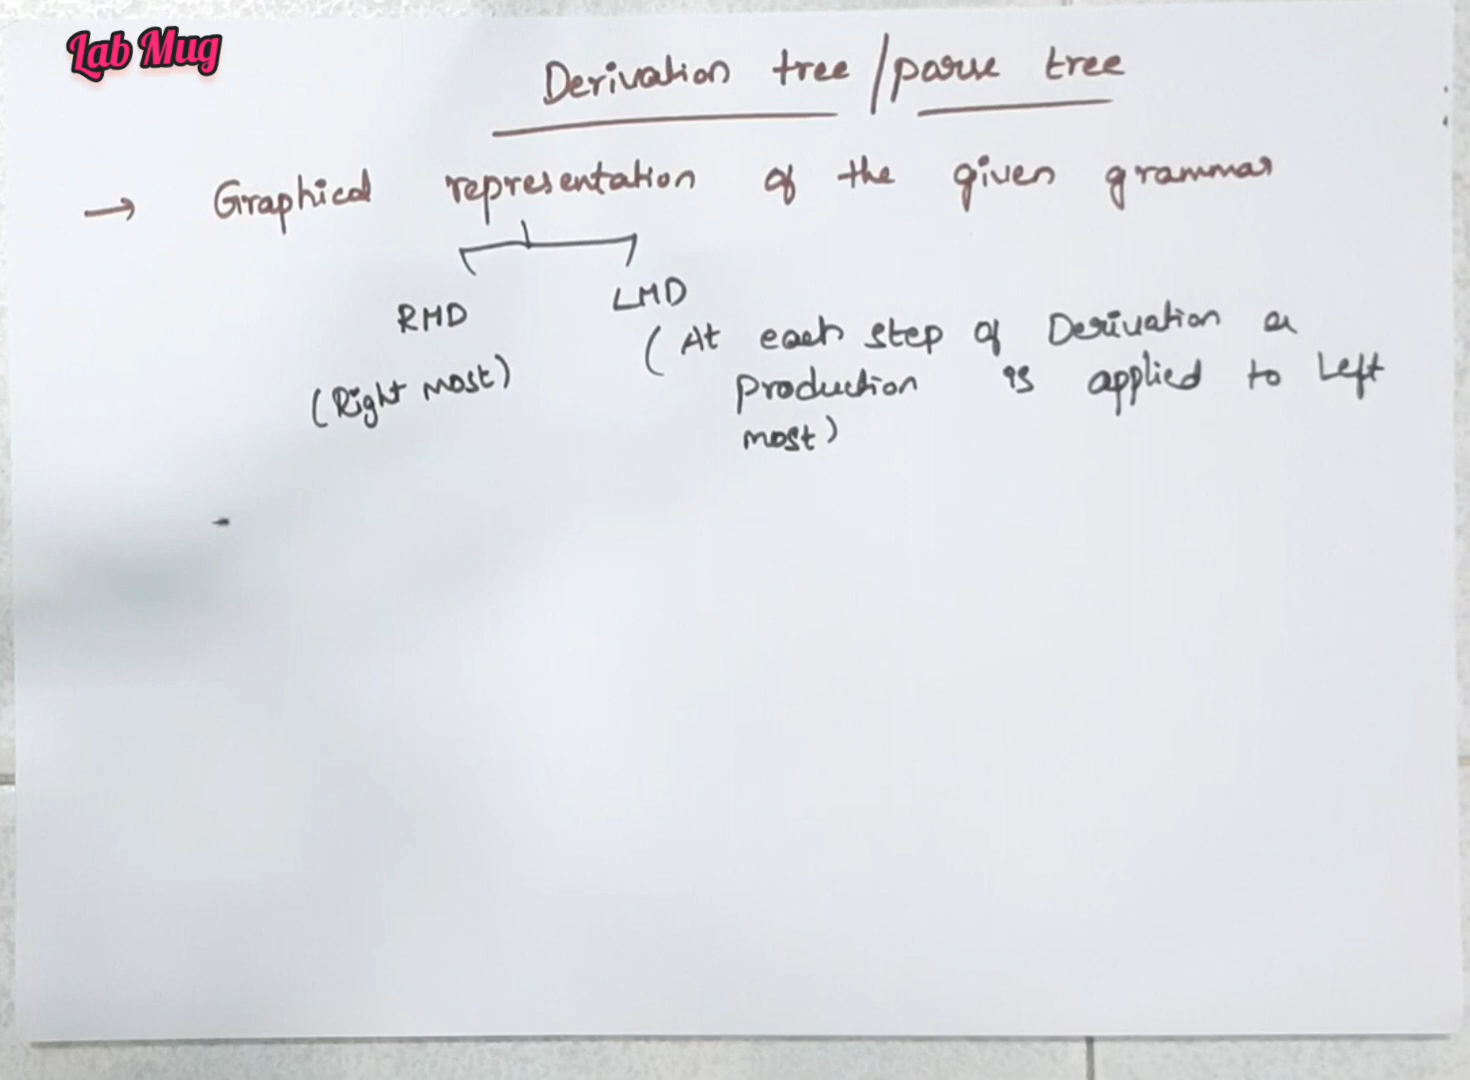 Lab Mug
Derivation tree / parse tree
→ Graphical representation of the given grammar
RMD
LMD
(Right most)
(At each step of Derivation a
production is applied to Left
most)